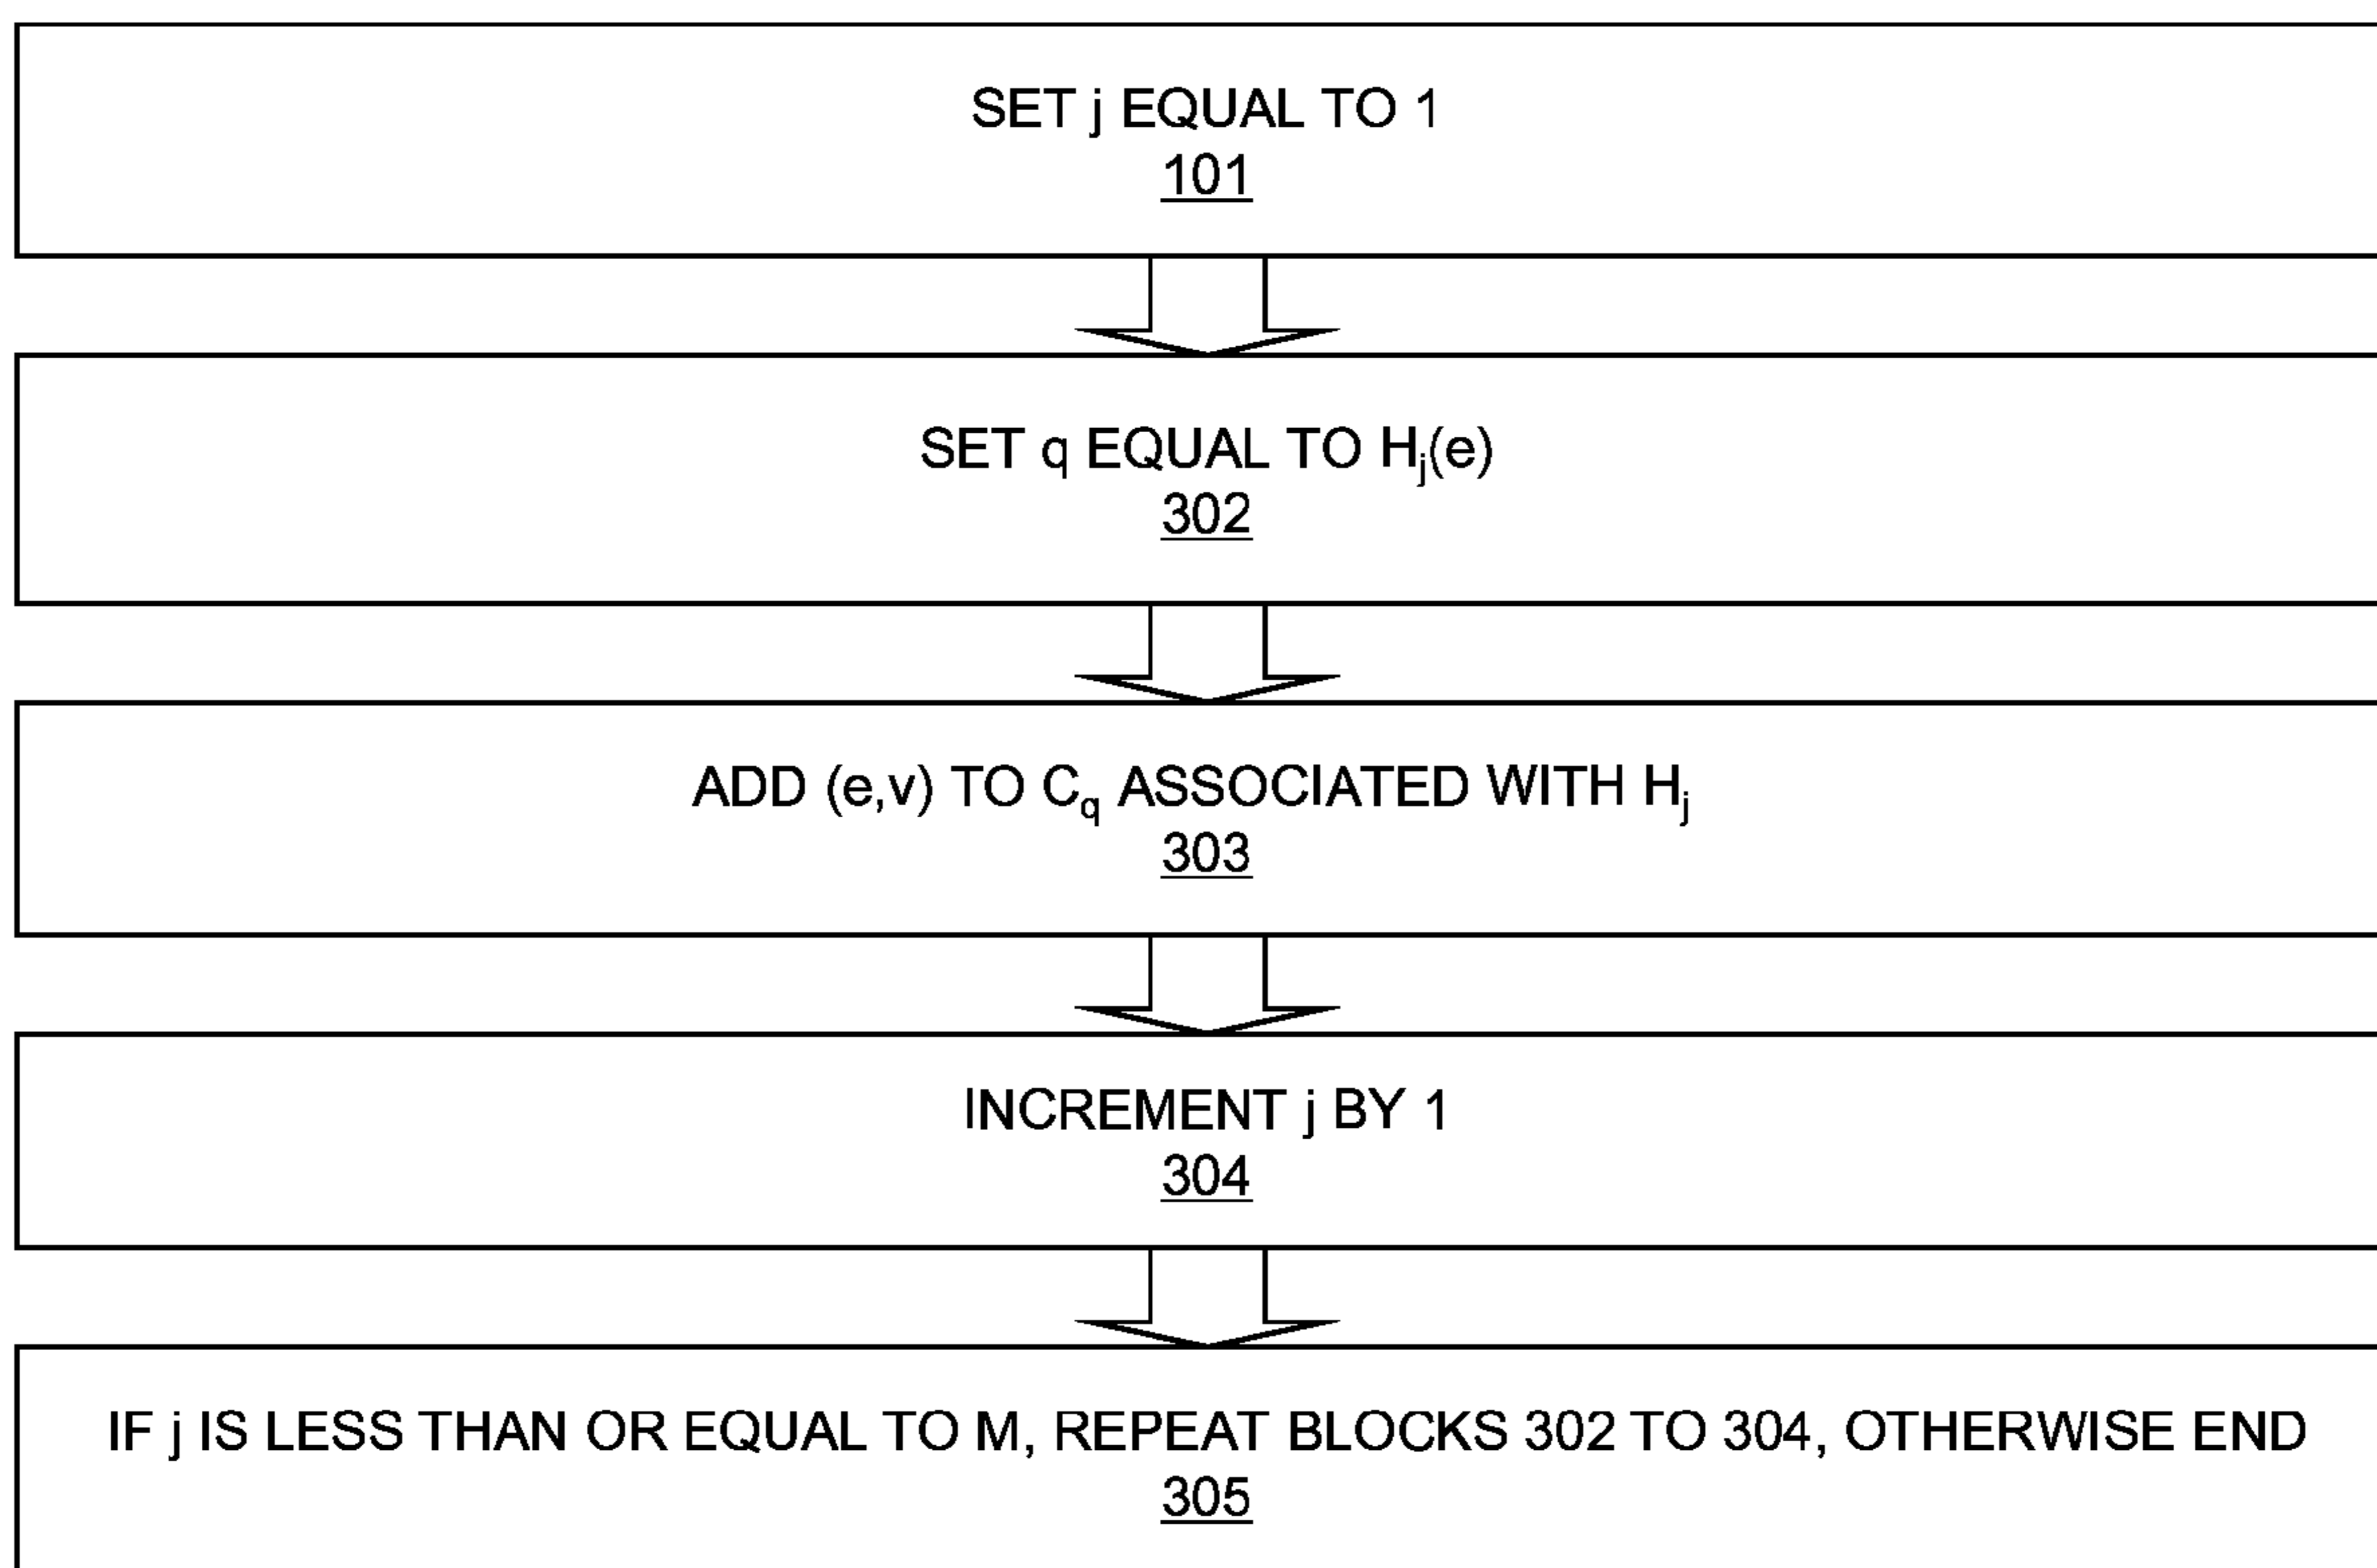 SET j EQUAL TO 1
101
SET q EQUAL TO Hj(e)
302
ADD (e,v) TO Cq ASSOCIATED WITH Hj
303
INCREMENT j BY 1
304
IF j IS LESS THAN OR EQUAL TO M, REPEAT BLOCKS 302 TO 304, OTHERWISE END
305